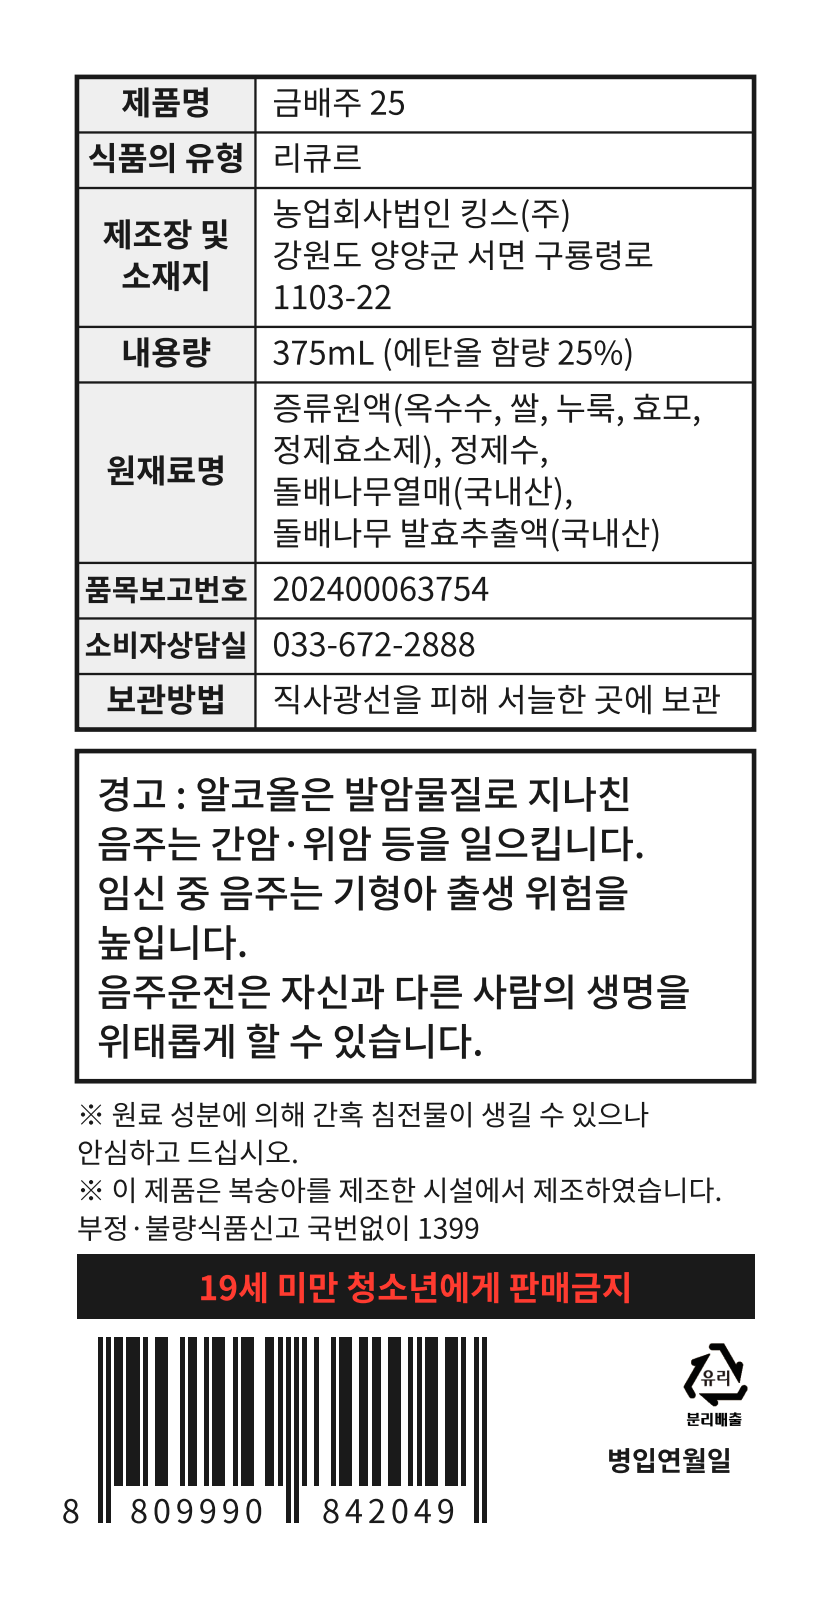 제품명 금배주 25
식품의 유형 리큐르
제조장 및
소재지
농업회사법인 킹스(주)
강원도 양양군 서면 구룡령로
1103-22
내용량 375mL (에탄올 함량 25%)
원재료명
증류원액(옥수수, 쌀, 누룩, 효모,
정제효소제), 정제수,
돌배나무열매(국내산),
돌배나무 발효추출액(국내산)
품목보고번호 202400063754
소비자상담실 033-672-2888
보관방법 직사광선을 피해 서늘한 곳에 보관
경고 : 알코올은 발암물질로 지나친
음주는 간암·위암 등을 일으킵니다.
임신 중 음주는 기형아 출생 위험을
높입니다.
음주운전은 자신과 다른 사람의 생명을
위태롭게 할 수 있습니다.
※ 원료 성분에 의해 간혹 침전물이 생길 수 있으나
안심하고 드십시오.
※ 이 제품은 복숭아를 제조한 시설에서 제조하였습니다.
부정·불량식품신고 국번없이 1399
19세 미만 청소년에게 판매금지
유리
분리배출
병입연월일
8 809990 842049